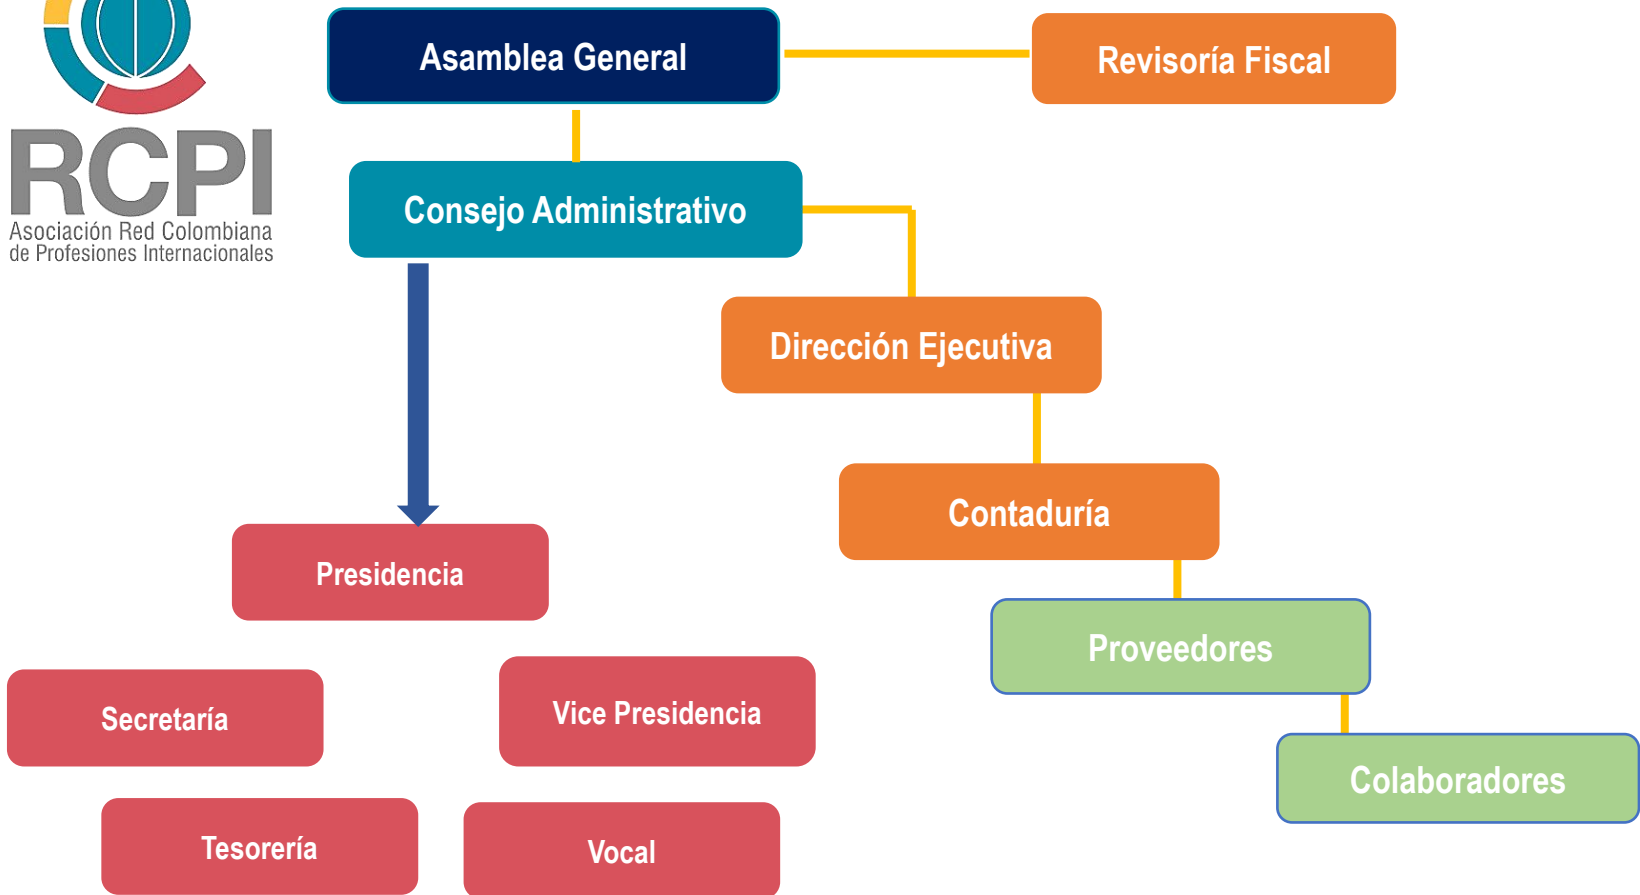 Asamblea General
Revisoría Fiscal
RCPI
Asociación Red Colombiana
de Profesiones Internacionales
Consejo Administrativo
Dirección Ejecutiva
Contaduría
Presidencia
Proveedores
Secretaría
Vice Presidencia
Colaboradores
Tesorería
Vocal